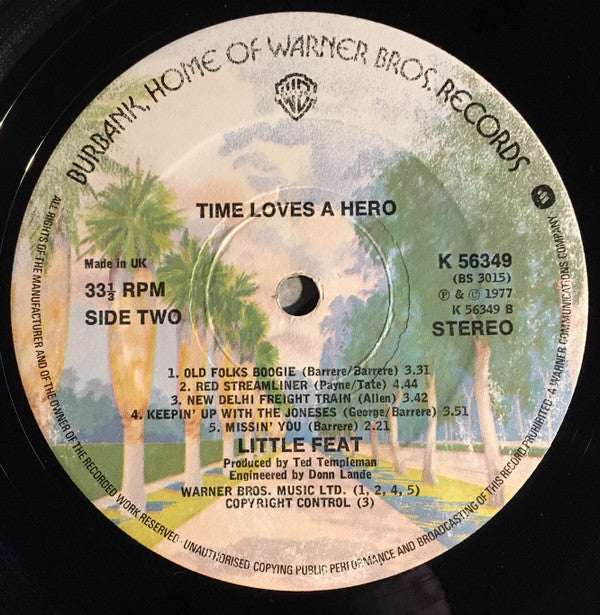 BURBANK, HOME OF WARNER BROS. RECORDS
TIME LOVES A HERO
Made in UK
33⅓ RPM
SIDE TWO
K 56349
(BS 3015)
℗ & © 1977
K 56349 B
STEREO
1. OLD FOLKS BOOGIE (Barrere/Barrere) 3.31
2. RED STREAMLINER (Payne/Tate) 4.44
3. NEW DELHI FREIGHT TRAIN (Allen) 3.42
4. KEEPIN' UP WITH THE JONESES (George/Barrere) 3.51
5. MISSIN' YOU (Barrere) 2.21
LITTLE FEAT
Produced by Ted Templeman
Engineered by Donn Lande
WARNER BROS. MUSIC LTD. (1, 2, 4, 5)
COPYRIGHT CONTROL (3)
ALL RIGHTS OF THE MANUFACTURER AND OF THE OWNER OF THE RECORDED WORK RESERVED · UNAUTHORISED COPYING PUBLIC PERFORMANCE AND BROADCASTING OF THIS RECORD PROHIBITED · A WARNER COMMUNICATIONS COMPANY